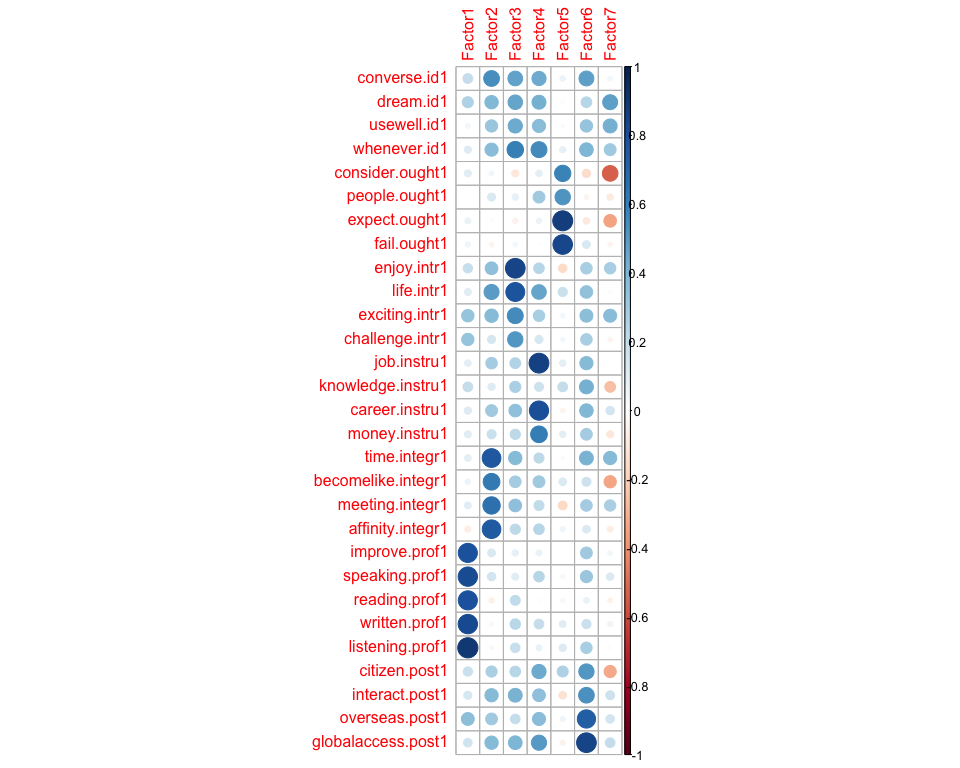 Factor1 Factor2 Factor3 Factor4 Factor5 Factor6 Factor7
converse.id1
dream.id1
usewell.id1
whenever.id1
consider.ought1
people.ought1
expect.ought1
fail.ought1
enjoy.intr1
life.intr1
exciting.intr1
challenge.intr1
job.instru1
knowledge.instru1
career.instru1
money.instru1
time.integr1
becomelike.integr1
meeting.integr1
affinity.integr1
improve.prof1
speaking.prof1
reading.prof1
written.prof1
listening.prof1
citizen.post1
interact.post1
overseas.post1
globalaccess.post1
1
0.8
0.6
0.4
0.2
0
-0.2
-0.4
-0.6
-0.8
-1